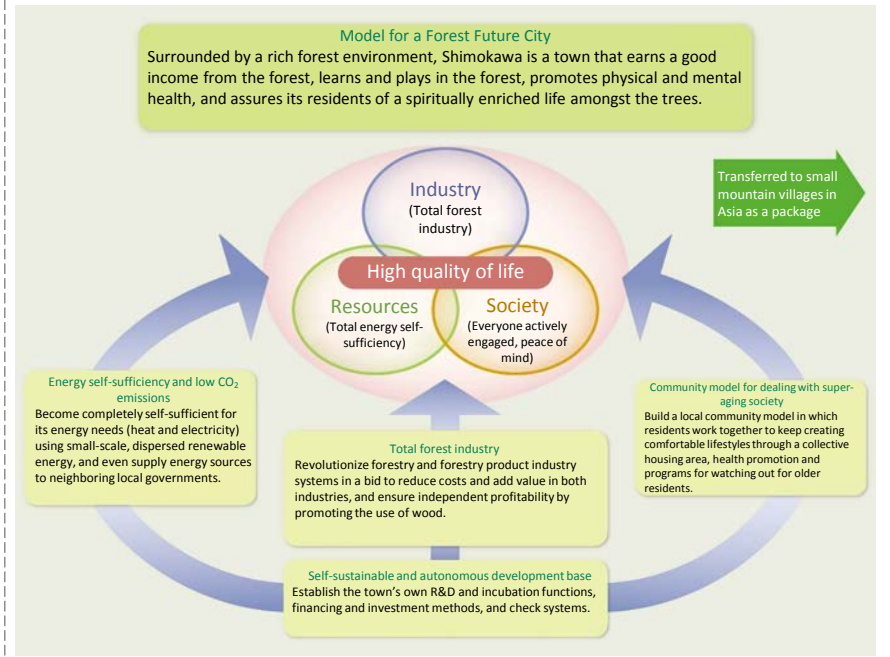 Model for a Forest Future City
Surrounded by a rich forest environment, Shimokawa is a town that earns a good
income from the forest, learns and plays in the forest, promotes physical and mental
health, and assures its residents of a spiritually enriched life amongst the trees.
Transferred to small
mountain villages in
Asia as a package
Industry
(Total forest
industry)
High quality of life
Resources
(Total energy self-
sufficiency)
Society
(Everyone actively
engaged, peace of
mind)
Energy self-sufficiency and low CO₂
emissions
Become completely self-sufficient for
its energy needs (heat and electricity)
using small-scale, dispersed renewable
energy, and even supply energy sources
to neighboring local governments.
Total forest industry
Revolutionize forestry and forestry product industry
systems in a bid to reduce costs and add value in both
industries, and ensure independent profitability by
promoting the use of wood.
Community model for dealing with super-
aging society
Build a local community model in which
residents work together to keep creating
comfortable lifestyles through a collective
housing area, health promotion and
programs for watching out for older
residents.
Self-sustainable and autonomous development base
Establish the town's own R&D and incubation functions,
financing and investment methods, and check systems.